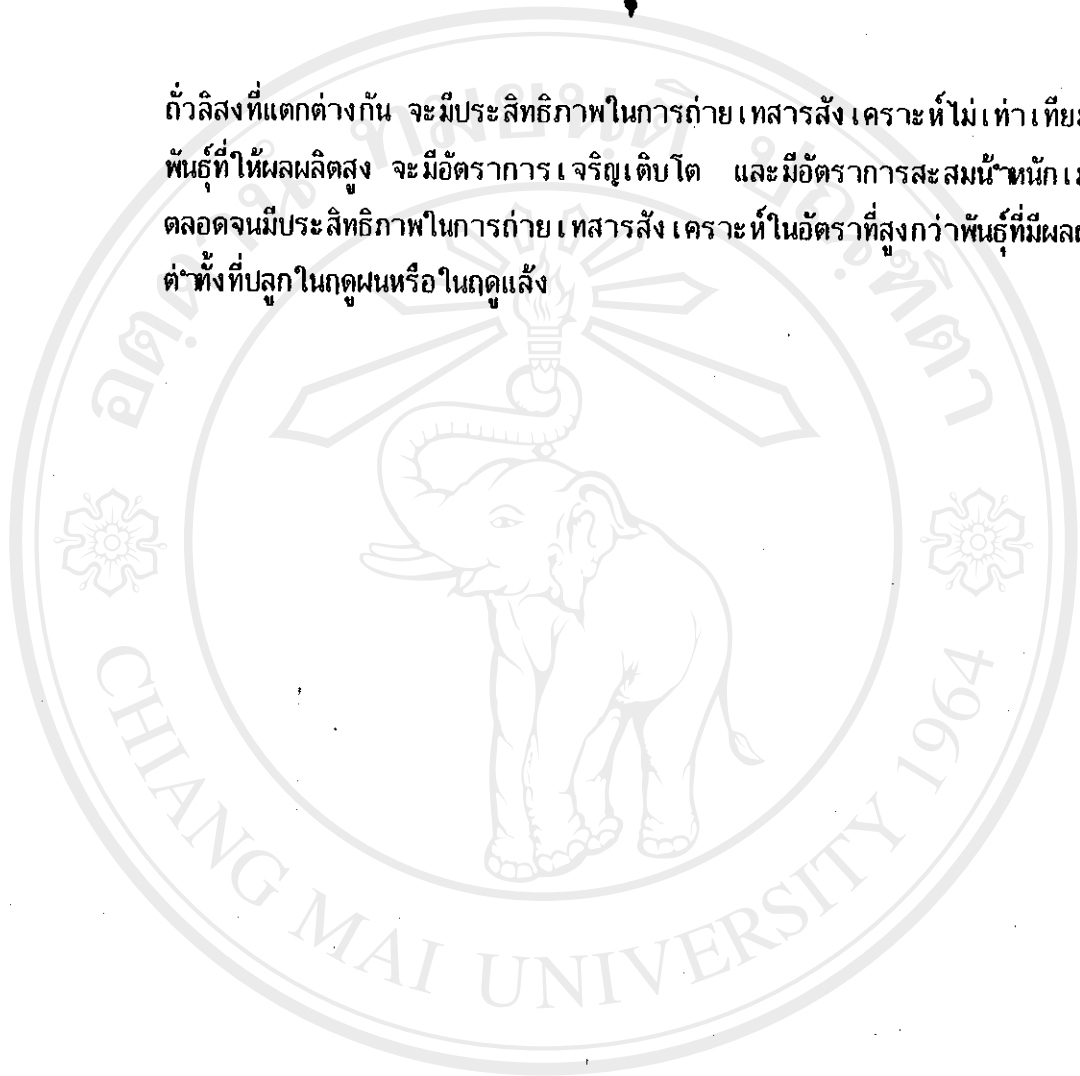 ถั่วลิสงที่แตกต่างกัน จะมีประสิทธิภาพในการถ่ายเทสารสังเคราะห์ไม่เท่าเทียม
พันธุ์ที่ให้ผลผลิตสูง จะมีอัตราการเจริญเติบโต และมีอัตราการสะสมน้ำหนัก
ตลอดจนมีประสิทธิภาพในการถ่ายเทสารสังเคราะห์ในอัตราที่สูงกว่าพันธุ์ที่มี
ต่ำทั้งที่ปลูกในฤดูฝนหรือในฤดูแล้ง
CHIANG MAI UNIVERSITY 1964